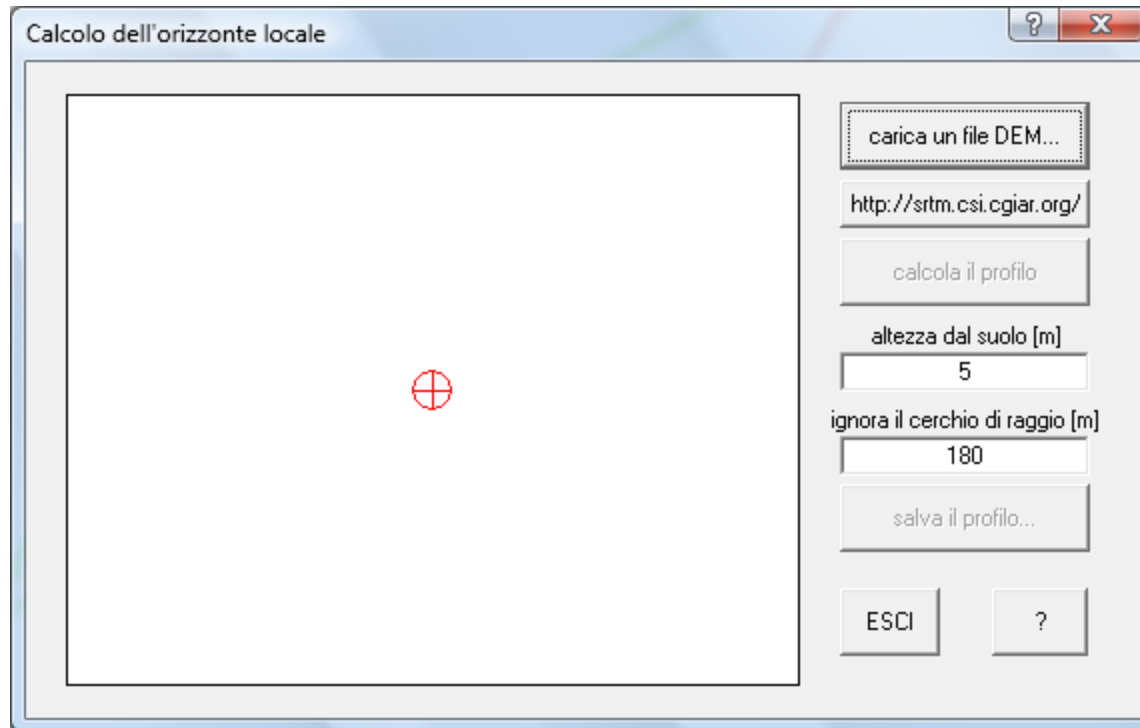 Calcolo dell'orizzonte locale
?
carica un file DEM...
http://srtm.csi.cgiar.org/
calcola il profilo
altezza dal suolo [m]
5
ignora il cerchio di raggio [m]
180
salva il profilo...
ESCI
?